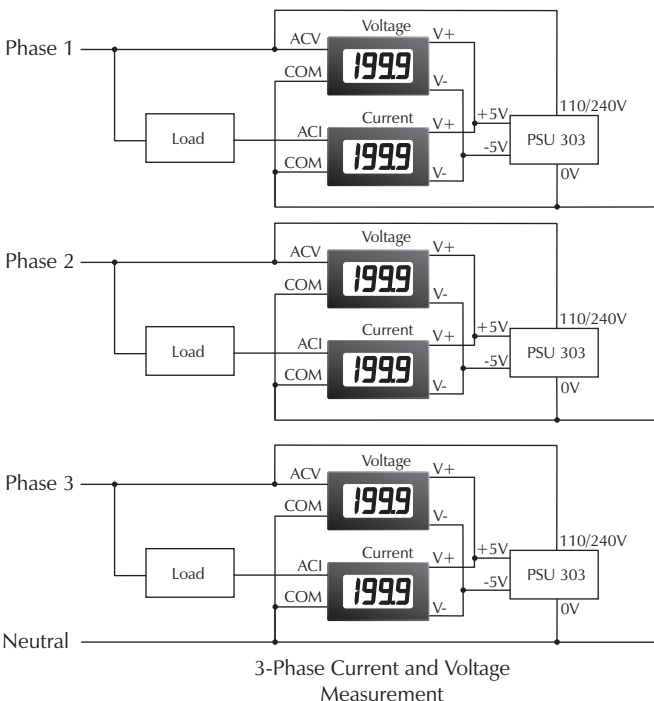 Voltage
Phase 1
ACV
V+
199.9
COM
V-
110/240V
Current
+5V
Load
ACI
V+
PSU 303
199.9
-5V
COM
V-
0V
Voltage
Phase 2
ACV
V+
199.9
COM
V-
110/240V
Current
+5V
Load
ACI
V+
PSU 303
199.9
-5V
COM
V-
0V
Voltage
Phase 3
ACV
V+
199.9
COM
V-
110/240V
Current
+5V
Load
ACI
V+
PSU 303
199.9
-5V
COM
V-
0V
Neutral
3-Phase Current and Voltage
Measurement